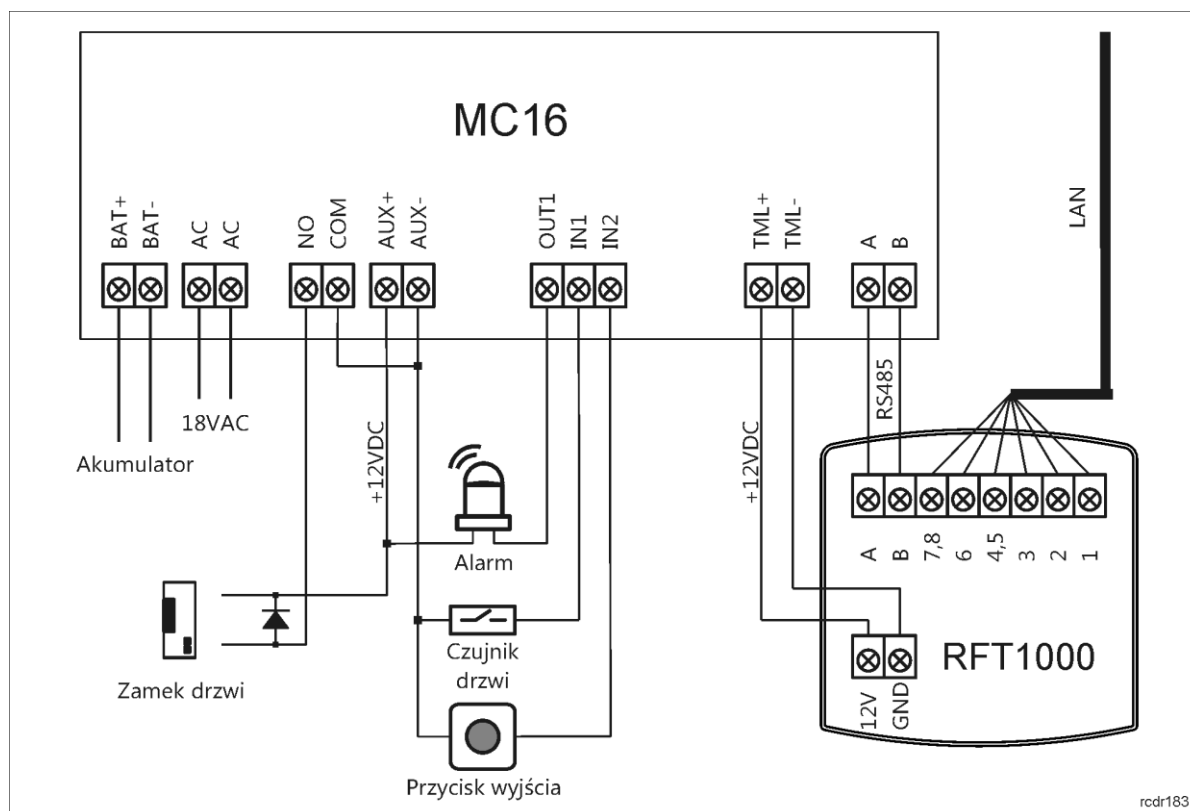 MC16
BAT+
BAT-
AC
AC
NO
COM
AUX+
AUX-
OUT1
IN1
IN2
TML+
TML-
A
B
LAN
18VAC
Akumulator
+12VDC
+12VDC
RS485
Alarm
A
B
7,8
6
4,5
3
2
1
Czujnik
drzwi
Zamek drzwi
12V
GND
RFT1000
Przycisk wyjścia
rcdr183